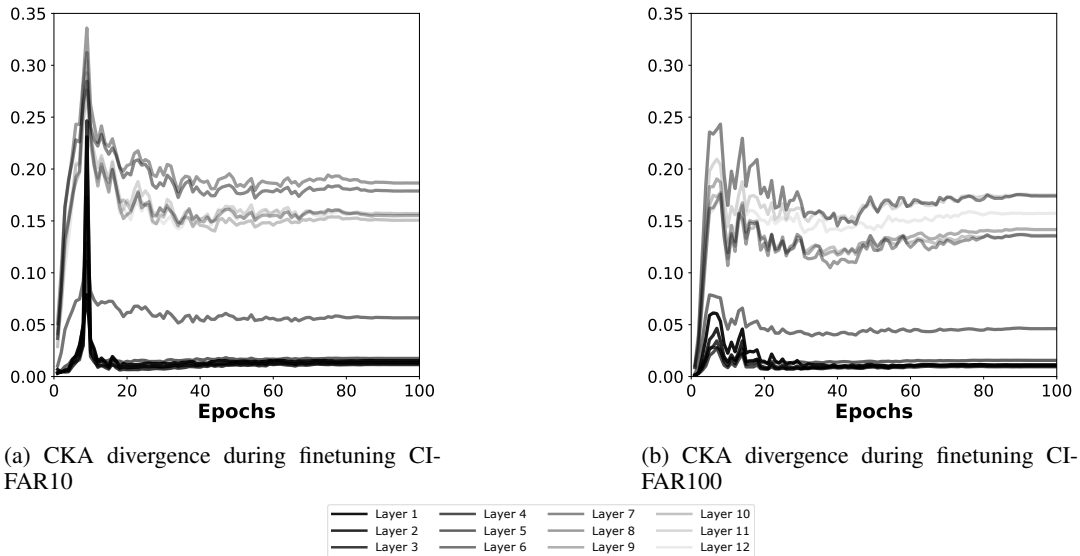 0.35
0.30
0.25
0.20
0.15
0.10
0.05
0.00
0 20 40 60 80 100
Epochs
0.35
0.30
0.25
0.20
0.15
0.10
0.05
0.00
0 20 40 60 80 100
Epochs
(a) CKA divergence during finetuning CI-
FAR10
(b) CKA divergence during finetuning CI-
FAR100
Layer 1 Layer 4 Layer 7 Layer 10
Layer 2 Layer 5 Layer 8 Layer 11
Layer 3 Layer 6 Layer 9 Layer 12